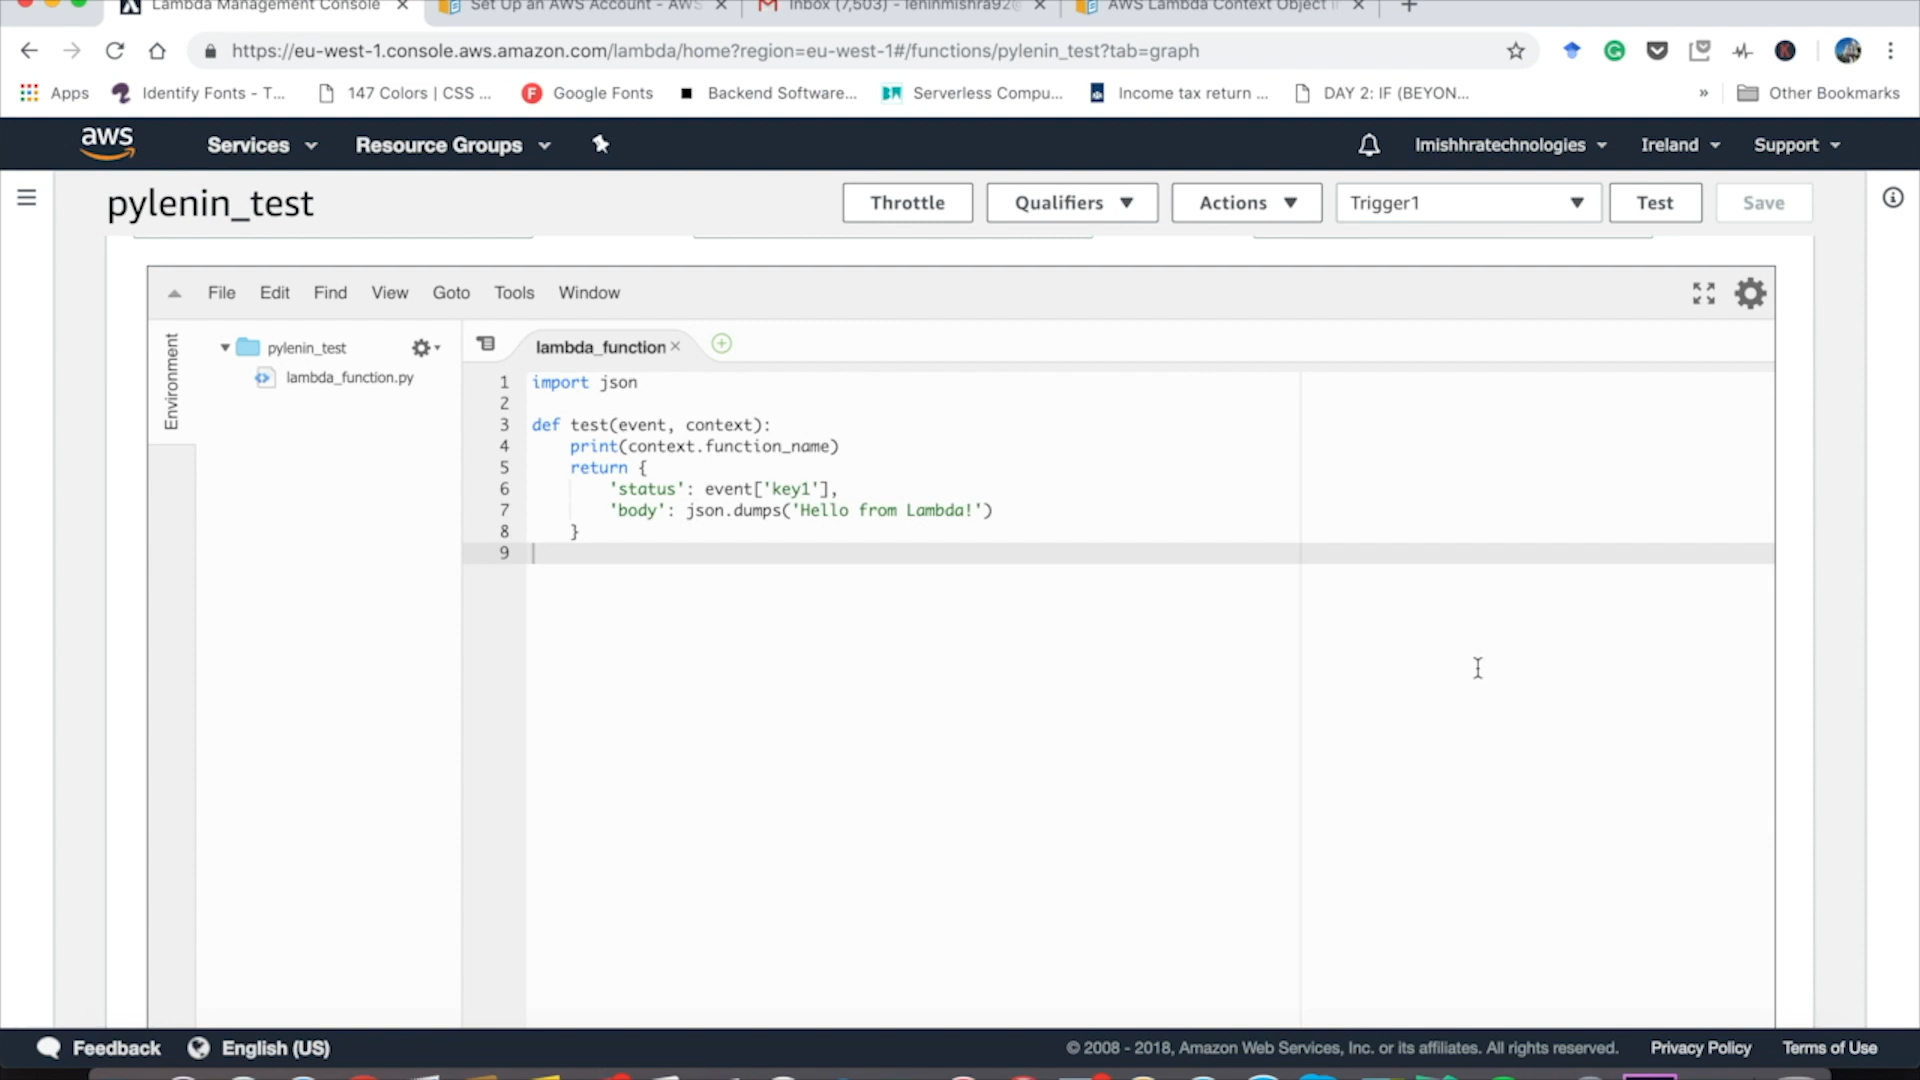 Lambda Management Console
Set Up an AWS Account - AWS
Inbox (7,503) - leninmishra92@
AWS Lambda Context Object i
https://eu-west-1.console.aws.amazon.com/lambda/home?region=eu-west-1#/functions/pylenin_test?tab=graph
Apps Identify Fonts - T... 147 Colors | CSS ... Google Fonts Backend Software... Serverless Compu... Income tax return ... DAY 2: IF (BEYON... » Other Bookmarks
aws Services Resource Groups Imishhratechnologies Ireland Support
pylenin_test Throttle Qualifiers Actions Trigger1 Test Save
File Edit Find View Goto Tools Window
Environment
pylenin_test
lambda_function.py
lambda_function
1 import json
2
3 def test(event, context):
4 print(context.function_name)
5 return {
6 'status': event['key1'],
7 'body': json.dumps('Hello from Lambda!')
8 }
9
Feedback English (US) © 2008 - 2018, Amazon Web Services, Inc. or its affiliates. All rights reserved. Privacy Policy Terms of Use